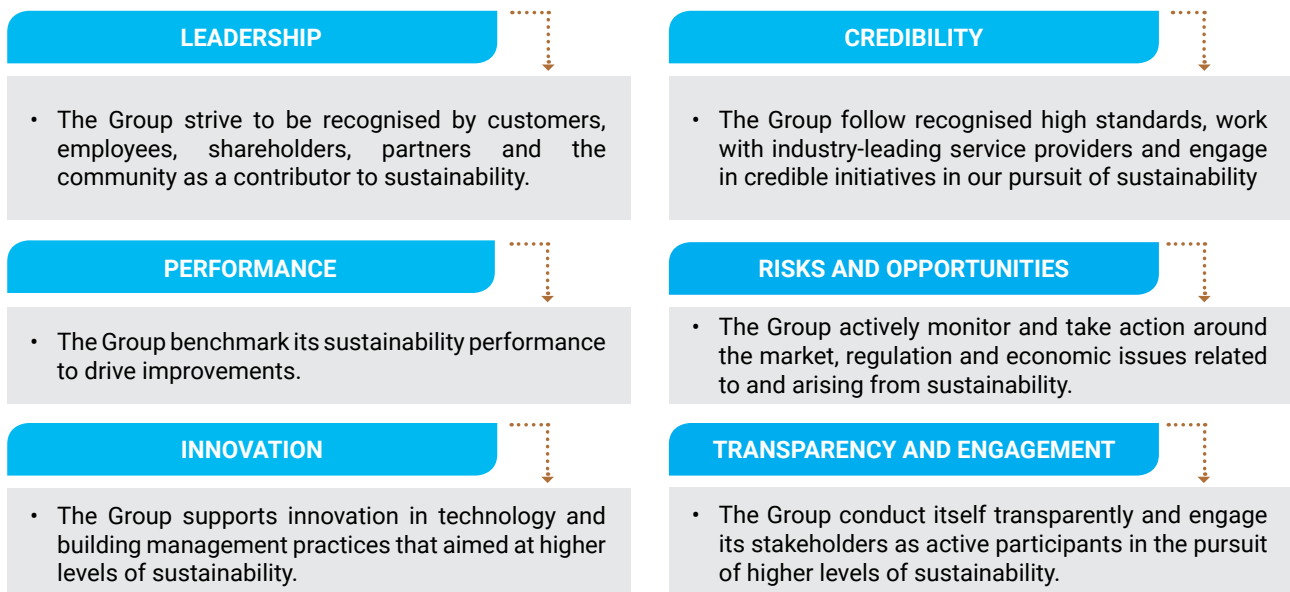 LEADERSHIP
• The Group strive to be recognised by customers,
employees, shareholders, partners and the
community as a contributor to sustainability.
CREDIBILITY
• The Group follow recognised high standards, work
with industry-leading service providers and engage
in credible initiatives in our pursuit of sustainability
PERFORMANCE
• The Group benchmark its sustainability performance
to drive improvements.
RISKS AND OPPORTUNITIES
• The Group actively monitor and take action around
the market, regulation and economic issues related
to and arising from sustainability.
INNOVATION
• The Group supports innovation in technology and
building management practices that aimed at higher
levels of sustainability.
TRANSPARENCY AND ENGAGEMENT
• The Group conduct itself transparently and engage
its stakeholders as active participants in the pursuit
of higher levels of sustainability.